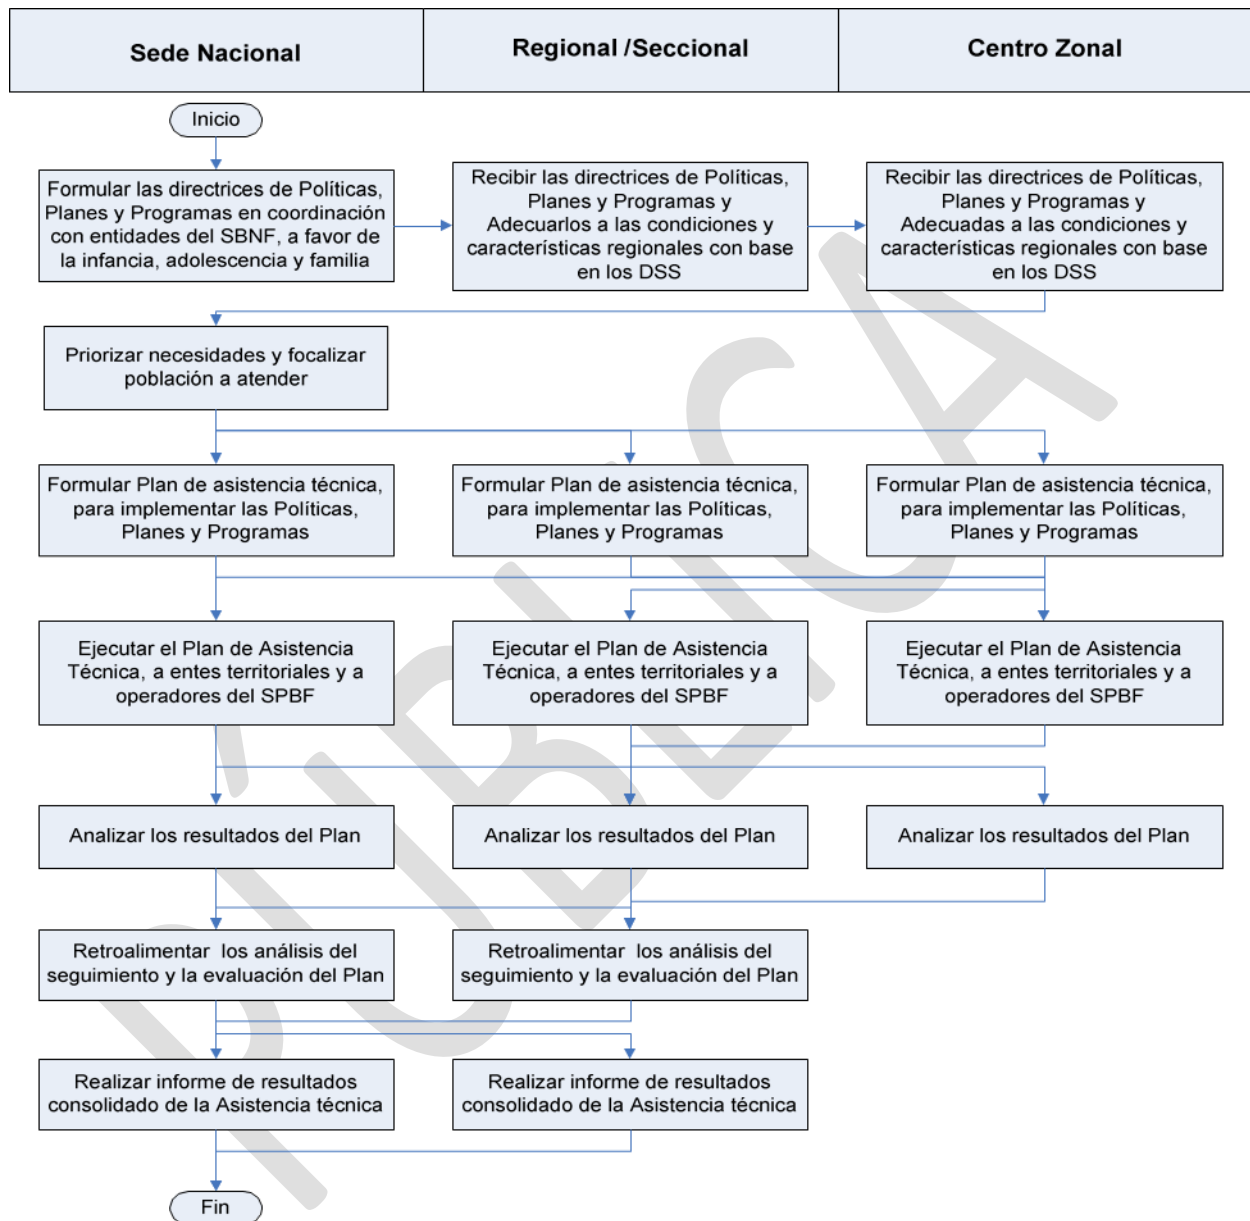 Sede Nacional
Regional /Seccional
Centro Zonal
Inicio
Formular las directrices de Políticas,
Planes y Programas en coordinación
con entidades del SBNF, a favor de
la infancia, adolescencia y familia
Recibir las directrices de Políticas,
Planes y Programas y
Adecuarlos a las condiciones y
características regionales con base
en los DSS
Recibir las directrices de Políticas,
Planes y Programas y
Adecuadas a las condiciones y
características regionales con base
en los DSS
Priorizar necesidades y focalizar
población a atender
Formular Plan de asistencia técnica,
para implementar las Políticas,
Planes y Programas
Formular Plan de asistencia técnica,
para implementar las Políticas,
Planes y Programas
Formular Plan de asistencia técnica,
para implementar las Políticas,
Planes y Programas
Ejecutar el Plan de Asistencia
Técnica, a entes territoriales y a
operadores del SPBF
Ejecutar el Plan de Asistencia
Técnica, a entes territoriales y a
operadores del SPBF
Ejecutar el Plan de Asistencia
Técnica, a entes territoriales y a
operadores del SPBF
Analizar los resultados del Plan
Analizar los resultados del Plan
Analizar los resultados del Plan
Retroalimentar los análisis del
seguimiento y la evaluación del Plan
Retroalimentar los análisis del
seguimiento y la evaluación del Plan
Realizar informe de resultados
consolidado de la Asistencia técnica
Realizar informe de resultados
consolidado de la Asistencia técnica
Fin
PÚBLICA